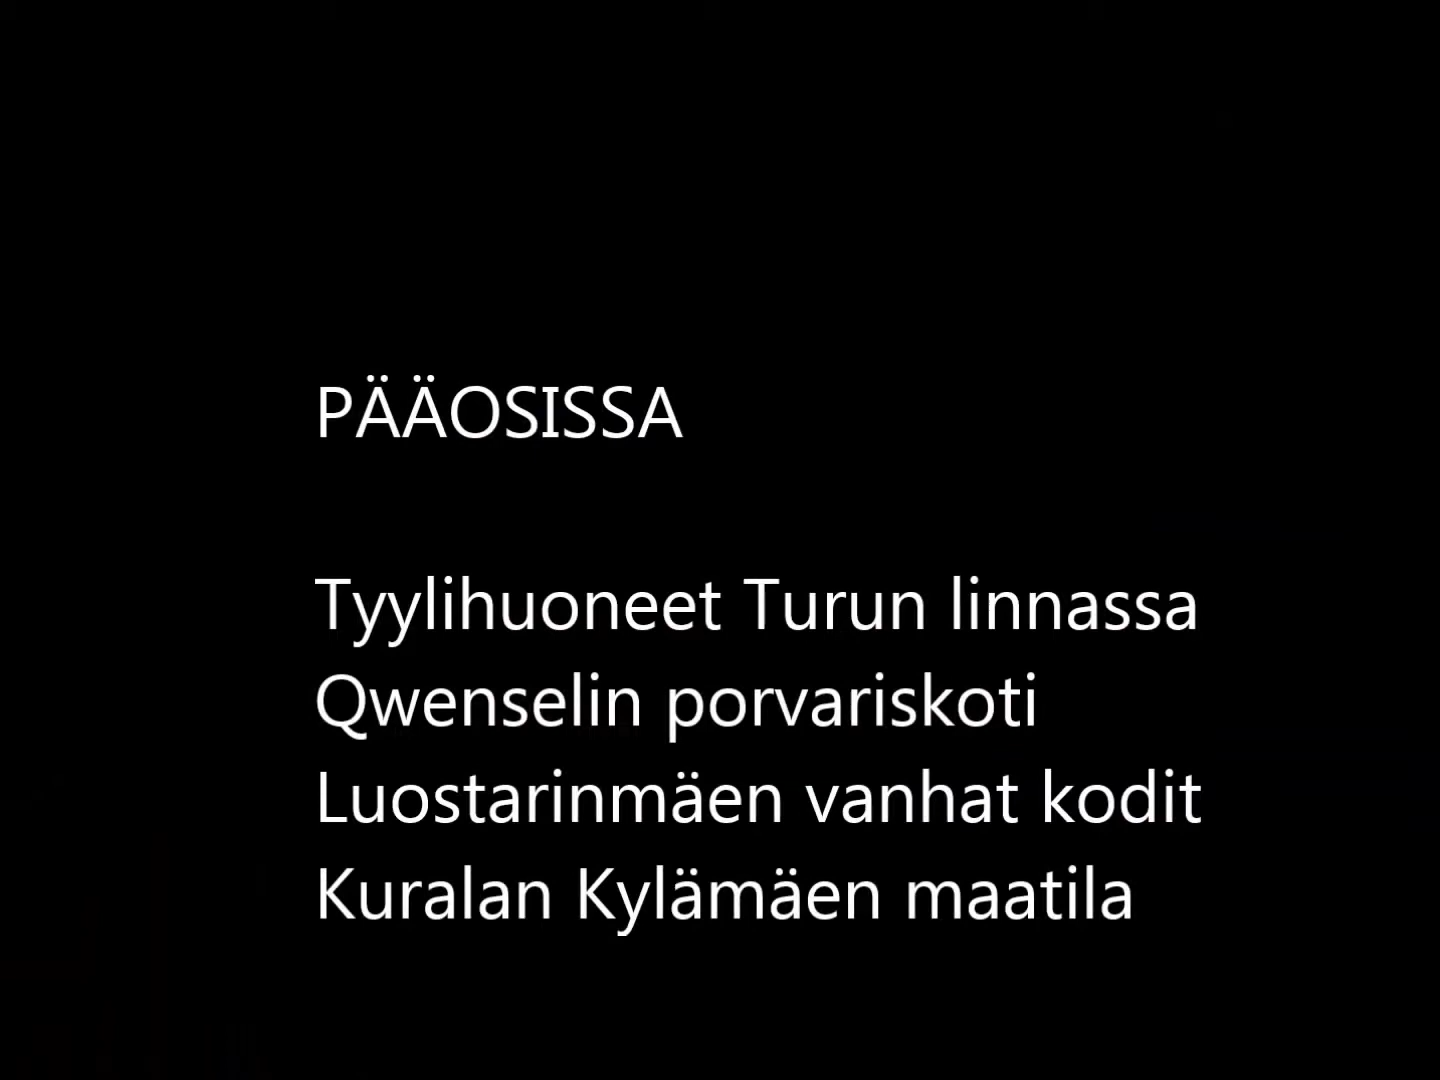 PÄÄOSISSA
Tyylihuoneet Turun linnassa
Qwenselin porvariskoti
Luostarinmäen vanhat kodit
Kuralan Kylämäen maatila